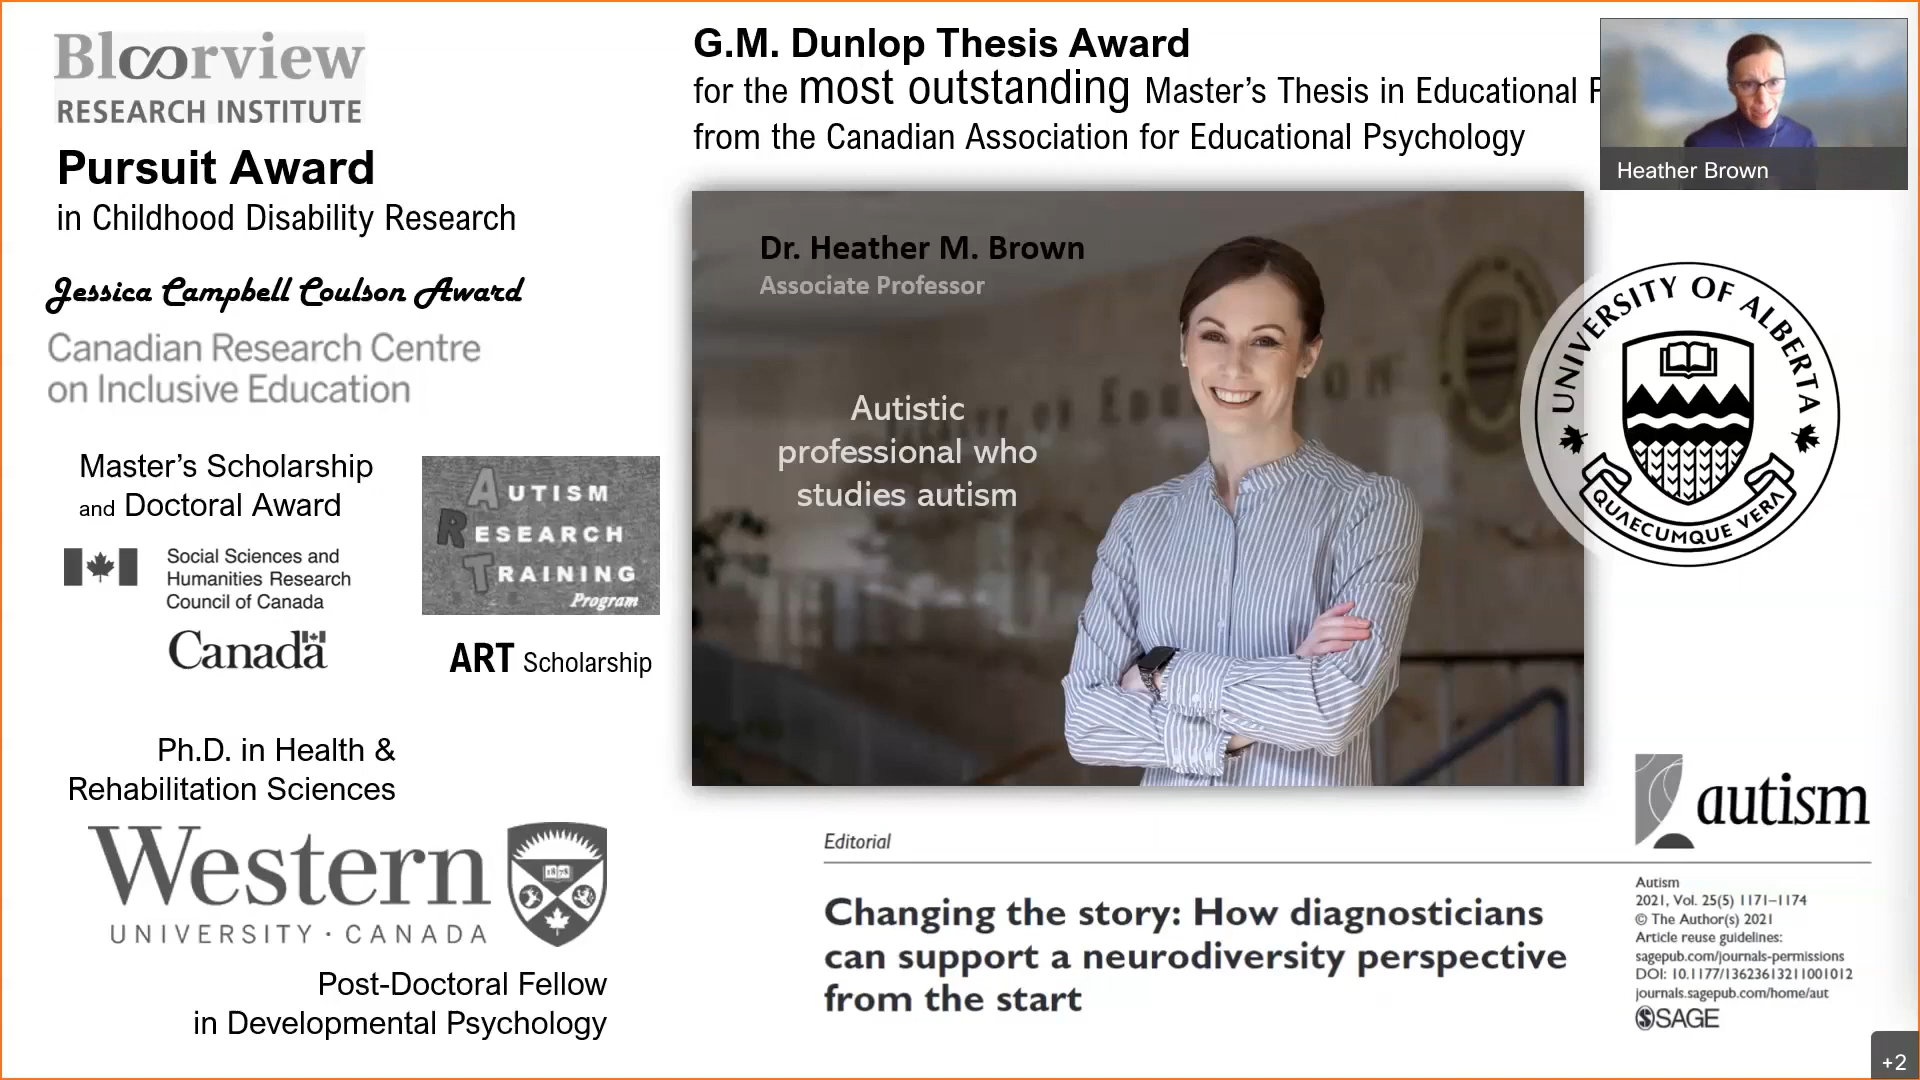 Bloorview
RESEARCH INSTITUTE
Pursuit Award
in Childhood Disability Research
Jessica Campbell Coulson Award
Canadian Research Centre
on Inclusive Education
Master's Scholarship
and Doctoral Award
Social Sciences and
Humanities Research
Council of Canada
Canada
AUTISM
RESEARCH
TRAINING
Program
ART Scholarship
Ph.D. in Health &
Rehabilitation Sciences
Western
UNIVERSITY · CANADA
1878
Post-Doctoral Fellow
in Developmental Psychology
G.M. Dunlop Thesis Award
for the most outstanding Master's Thesis in Educational
from the Canadian Association for Educational Psychology
Heather Brown
Dr. Heather M. Brown
Associate Professor
Autistic
professional who
studies autism
OF EDUCATION
UNIVERSITY OF ALBERTA
QUAECUMQUE VERA
Editorial
Changing the story: How diagnosticians
can support a neurodiversity perspective
from the start
autism
Autism
2021, Vol. 25(5) 1171–1174
© The Author(s) 2021
Article reuse guidelines:
sagepub.com/journals-permissions
DOI: 10.1177/13623613211001012
journals.sagepub.com/home/aut
SAGE
+2